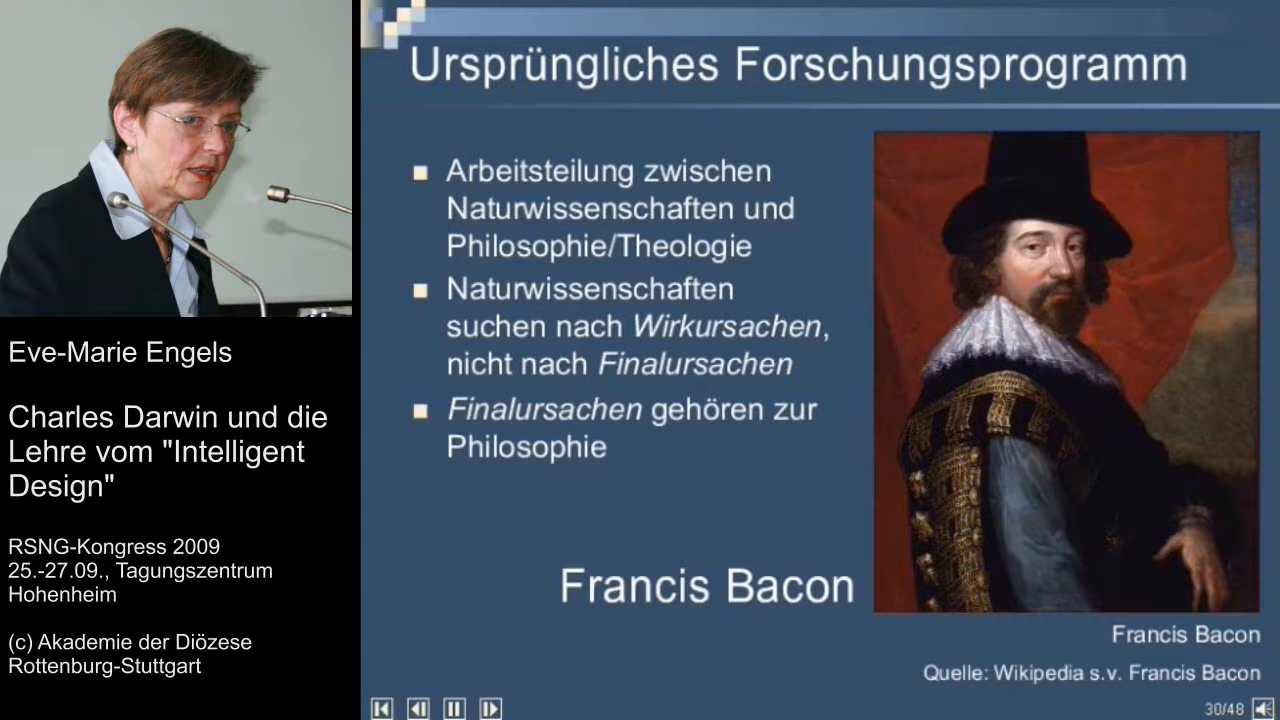 Ursprüngliches Forschungsprogramm
Arbeitsteilung zwischen
Naturwissenschaften und
Philosophie/Theologie
Naturwissenschaften
suchen nach Wirkursachen,
nicht nach Finalursachen
Finalursachen gehören zur
Philosophie
Francis Bacon
Francis Bacon
Quelle: Wikipedia s.v. Francis Bacon
30/48
Eve-Marie Engels
Charles Darwin und die
Lehre vom "Intelligent
Design"
RSNG-Kongress 2009
25.-27.09., Tagungszentrum
Hohenheim
(c) Akademie der Diözese
Rottenburg-Stuttgart